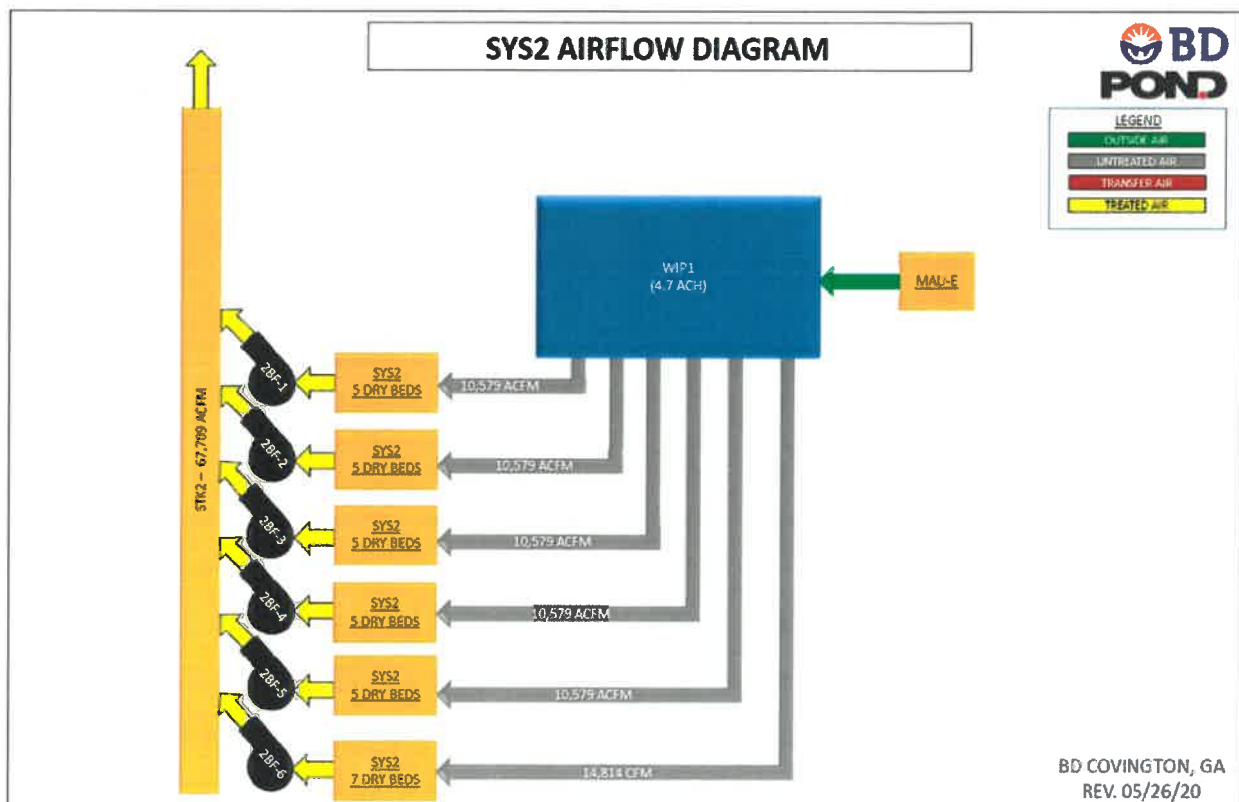 SYS2 AIRFLOW DIAGRAM
BD
POND
LEGEND
OUTSIDE AIR
UNTREATED AIR
TRANSFER AIR
TREATED AIR
WIP1
(4.7 ACH)
MAU-E
STK2 – 67,709 ACFM
2BF-1
SYS2
5 DRY BEDS
10,579 ACFM
2BF-2
SYS2
5 DRY BEDS
10,579 ACFM
2BF-3
SYS2
5 DRY BEDS
10,579 ACFM
2BF-4
SYS2
5 DRY BEDS
10,579 ACFM
2BF-5
SYS2
5 DRY BEDS
10,579 ACFM
2BF-6
SYS2
7 DRY BEDS
14,814 CFM
BD COVINGTON, GA
REV. 05/26/20